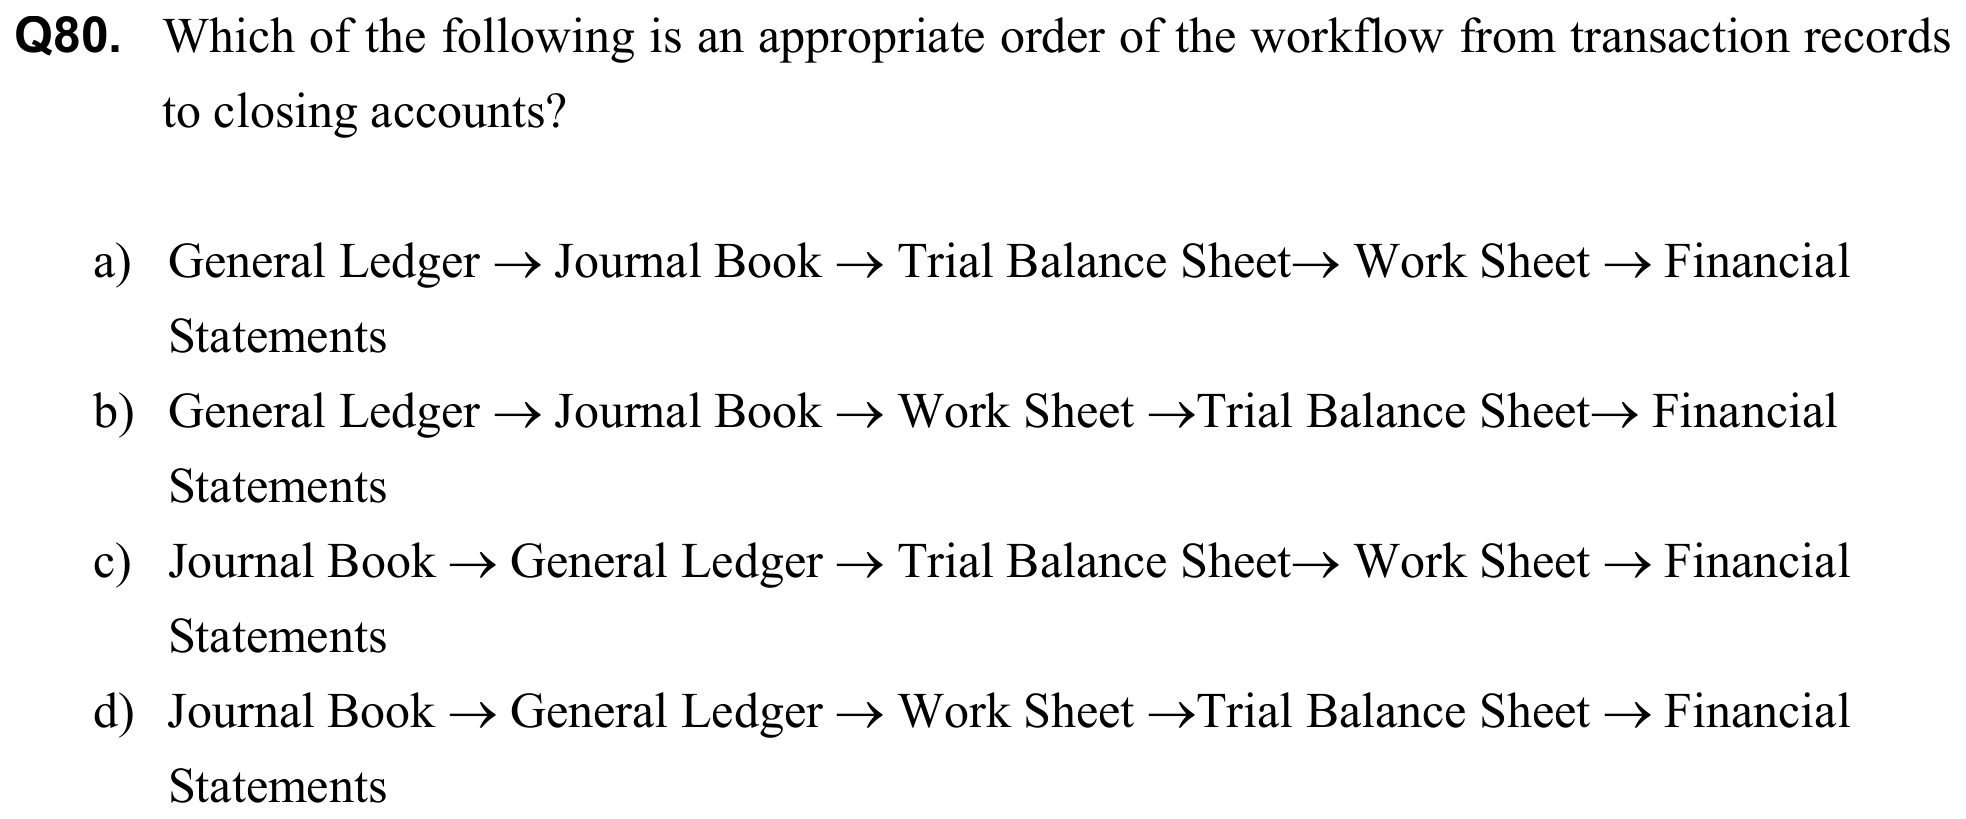 Q80. Which of the following is an appropriate order of the workflow from transaction records
to closing accounts?
a) General Ledger → Journal Book → Trial Balance Sheet→ Work Sheet → Financial
Statements
b) General Ledger → Journal Book → Work Sheet →Trial Balance Sheet→ Financial
Statements
c) Journal Book → General Ledger → Trial Balance Sheet→ Work Sheet → Financial
Statements
d) Journal Book → General Ledger → Work Sheet →Trial Balance Sheet → Financial
Statements